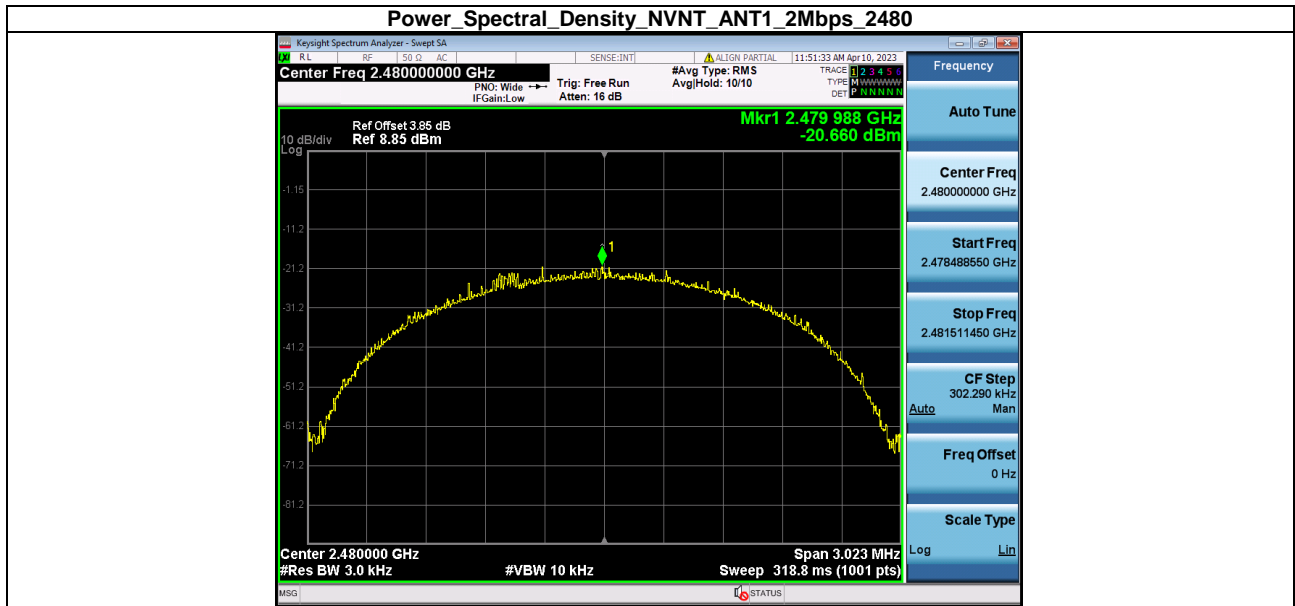 Power_Spectral_Density_NVNT_ANT1_2Mbps_2480
Keysight Spectrum Analyzer - Swept SA
LXI RL RF 50 Ω AC SENSE:INT ALIGN PARTIAL 11:51:33 AM Apr 10, 2023
Center Freq 2.480000000 GHz
PNO: Wide
IFGain:Low
Trig: Free Run
Atten: 16 dB
#Avg Type: RMS
Avg|Hold: 10/10
TRACE 1 2 3 4 5 6
TYPE M WWWWW
DET P N N N N N
Mkr1 2.479 988 GHz
-20.660 dBm
Ref Offset 3.85 dB
10 dB/div Ref 8.85 dBm
Log
1
-1.15
-11.2
-21.2
-31.2
-41.2
-51.2
-61.2
-71.2
-81.2
Center 2.480000 GHz Span 3.023 MHz
#Res BW 3.0 kHz #VBW 10 kHz Sweep 318.8 ms (1001 pts)
MSG STATUS
Frequency
Auto Tune
Center Freq
2.480000000 GHz
Start Freq
2.478488550 GHz
Stop Freq
2.481511450 GHz
CF Step
302.290 kHz
Auto Man
Freq Offset
0 Hz
Scale Type
Log Lin